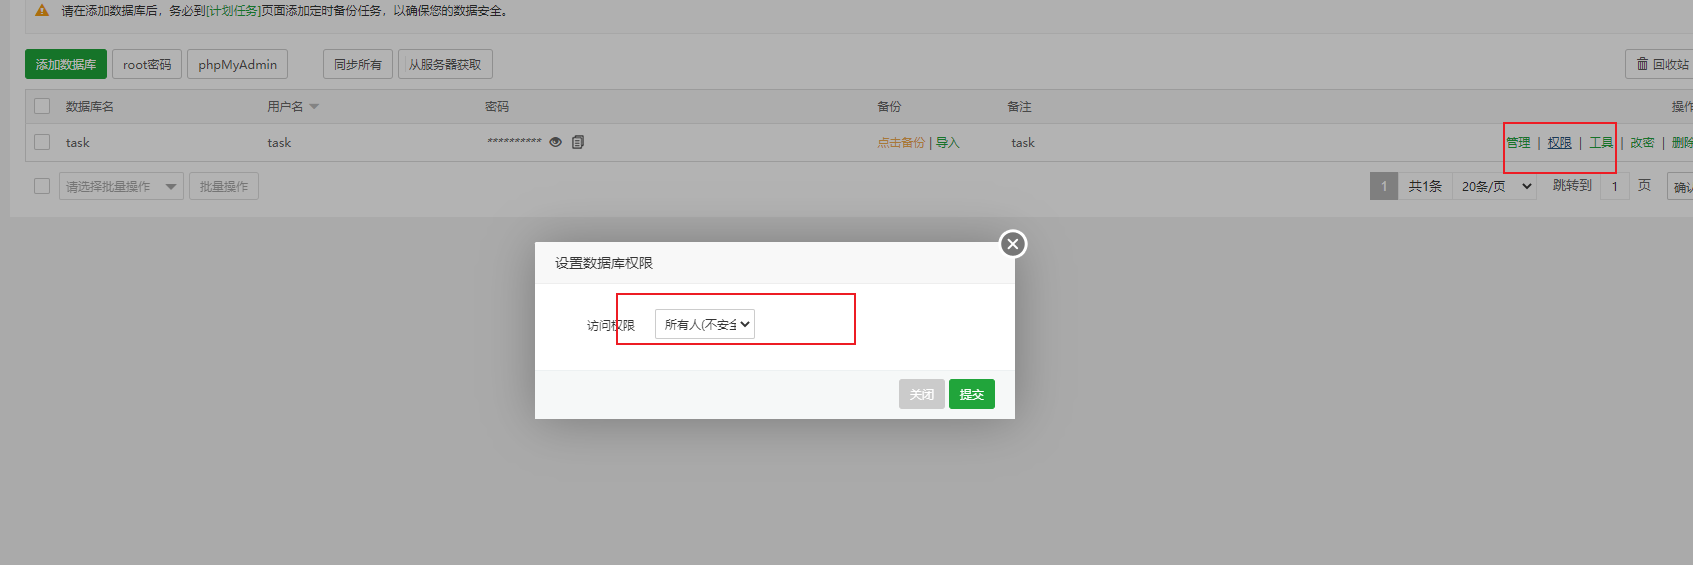 请在添加数据库后，务必到[计划任务]页面添加定时备份任务，以确保您的数据安全。
添加数据库 root密码 phpMyAdmin 同步所有 从服务器获取 回收站
数据库名 用户名 密码 备份 备注 操作
task task ********** 点击备份 | 导入 task 管理 | 权限 | 工具 | 改密 | 删除
请选择批量操作 批量操作 1 共1条 20条/页 跳转到 1 页 确认
设置数据库权限
访问权限 所有人(不安全
关闭 提交